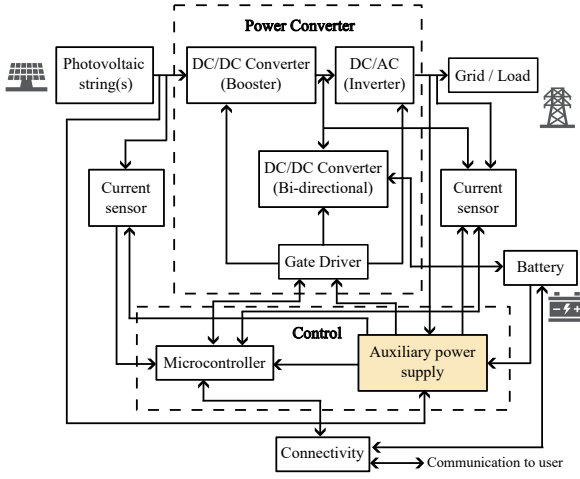 Power Converter
Photovoltaic
string(s)
DC/DC Converter
(Booster)
DC/AC
(Inverter)
Grid / Load
DC/DC Converter
(Bi-directional)
Current
sensor
Current
sensor
Gate Driver
Battery
Control
Microcontroller
Auxiliary power
supply
Connectivity
Communication to user